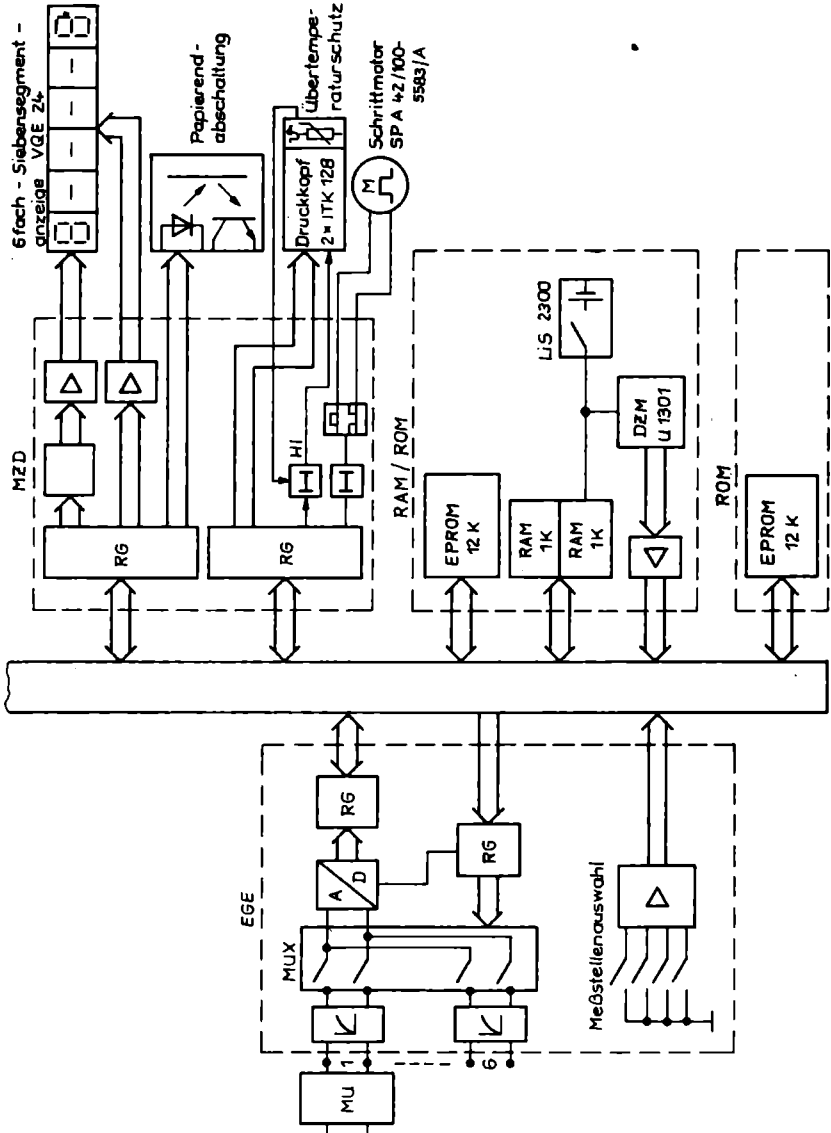 6fach - Siebensegment -
anzeige VQE 24
Papierend-
abschaltung
Übertempe-
raturschutz
Druckkopf
2× ITK 128
Schrittmotor
SPA 42/100-
5583/A
M
MZD
RG
HI
RG
RAM / ROM
EPROM
12 K
RAM
1K
RAM
1K
LiS 2300
DZM
U 1301
ROM
EPROM
12 K
EGE
RG
A
D
RG
MUX
Meßstellenauswahl
1
6
MU